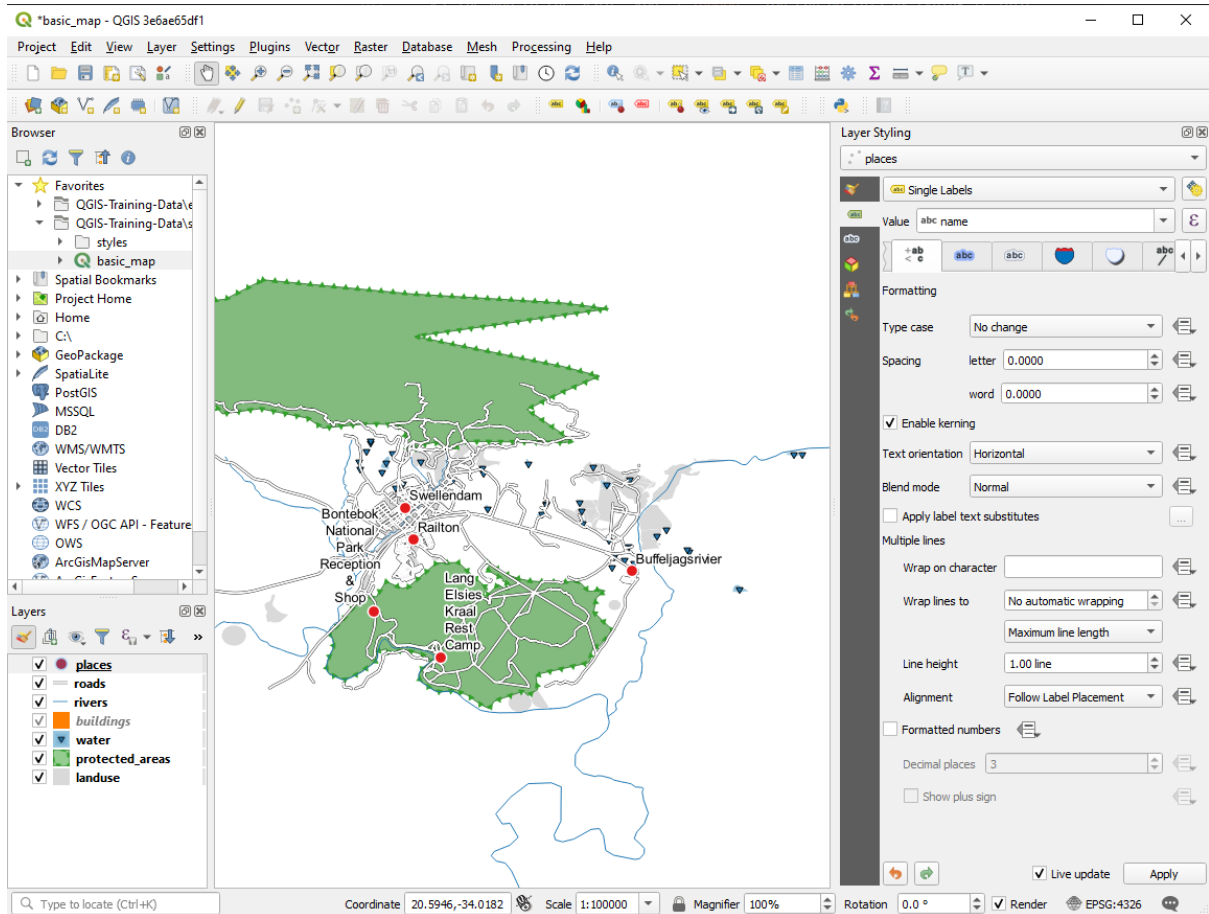 *basic_map - QGIS 3e6ae65df1
Project Edit View Layer Settings Plugins Vector Raster Database Mesh Processing Help
Browser
Favorites
QGIS-Training-Data\e
QGIS-Training-Data\s
styles
basic_map
Spatial Bookmarks
Project Home
Home
C:\
GeoPackage
SpatiaLite
PostGIS
MSSQL
DB2
WMS/WMTS
Vector Tiles
XYZ Tiles
WCS
WFS / OGC API - Feature
OWS
ArcGisMapServer
Layers
places
roads
rivers
buildings
water
protected_areas
landuse
Swellendam
Bontebok
National
Park
Reception
&
Shop
Railton
Buffeljagsrivier
Lang
Elsies
Kraal
Rest
Camp
Layer Styling
places
abc Single Labels
Value abc name
+ab
< c
abc
abc
abc
Formatting
Type case No change
Spacing letter 0.0000
word 0.0000
Enable kerning
Text orientation Horizontal
Blend mode Normal
Apply label text substitutes ...
Multiple lines
Wrap on character
Wrap lines to No automatic wrapping
Maximum line length
Line height 1.00 line
Alignment Follow Label Placement
Formatted numbers
Decimal places 3
Show plus sign
Live update Apply
Type to locate (Ctrl+K) Coordinate 20.5946,-34.0182 Scale 1:100000 Magnifier 100% Rotation 0.0 ° Render EPSG:4326